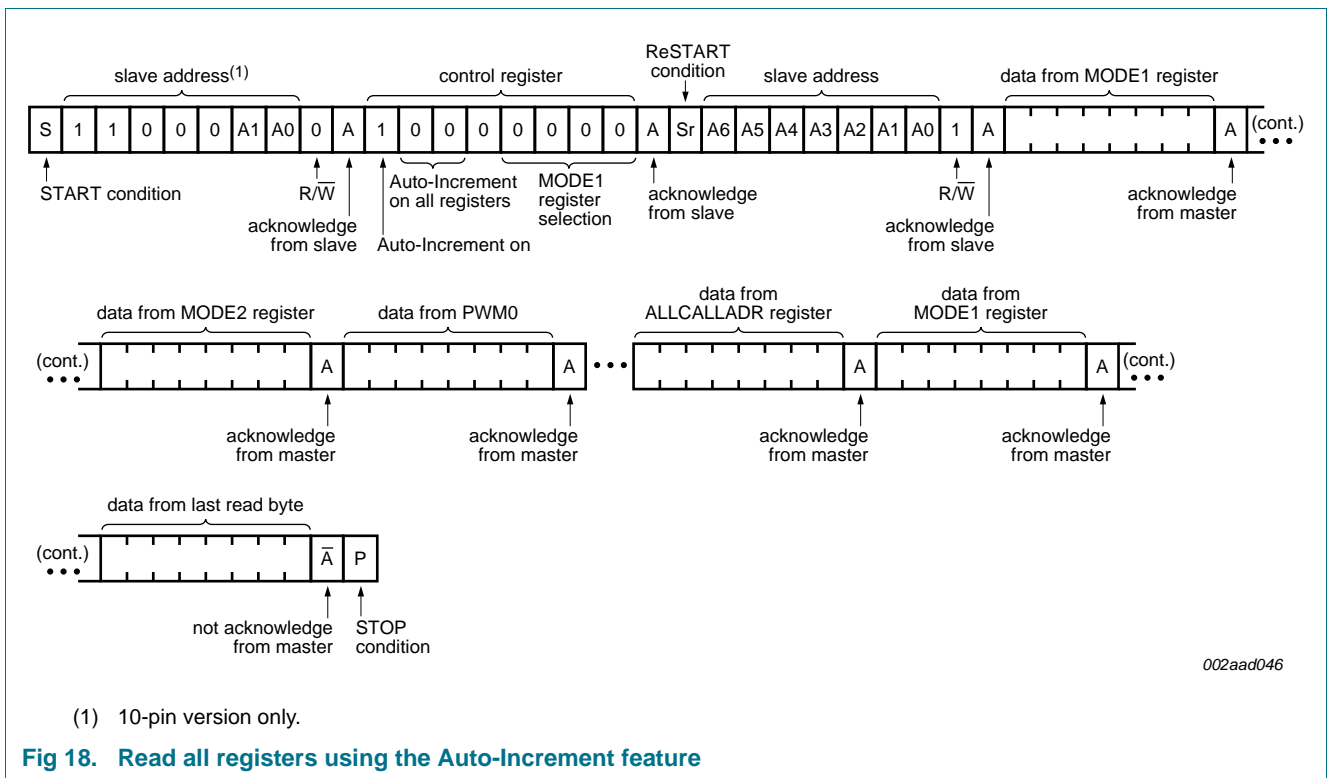 ReSTART
condition
slave address(1)
control register
slave address
data from MODE1 register
S 1 1 0 0 0 A1 A0 0 A 1 0 0 0 0 0 0 0 A Sr A6 A5 A4 A3 A2 A1 A0 1 A A (cont.)
START condition
R/W̅
acknowledge
from slave
Auto-Increment on
Auto-Increment
on all registers
MODE1
register
selection
acknowledge
from slave
R/W̅
acknowledge
from slave
acknowledge
from master
data from MODE2 register
data from PWM0
data from
ALLCALLADR register
data from
MODE1 register
(cont.) A A A A (cont.)
acknowledge
from master
acknowledge
from master
acknowledge
from master
acknowledge
from master
data from last read byte
(cont.) A̅ P
not acknowledge
from master
STOP
condition
002aad046
(1) 10-pin version only.
Fig 18. Read all registers using the Auto-Increment feature